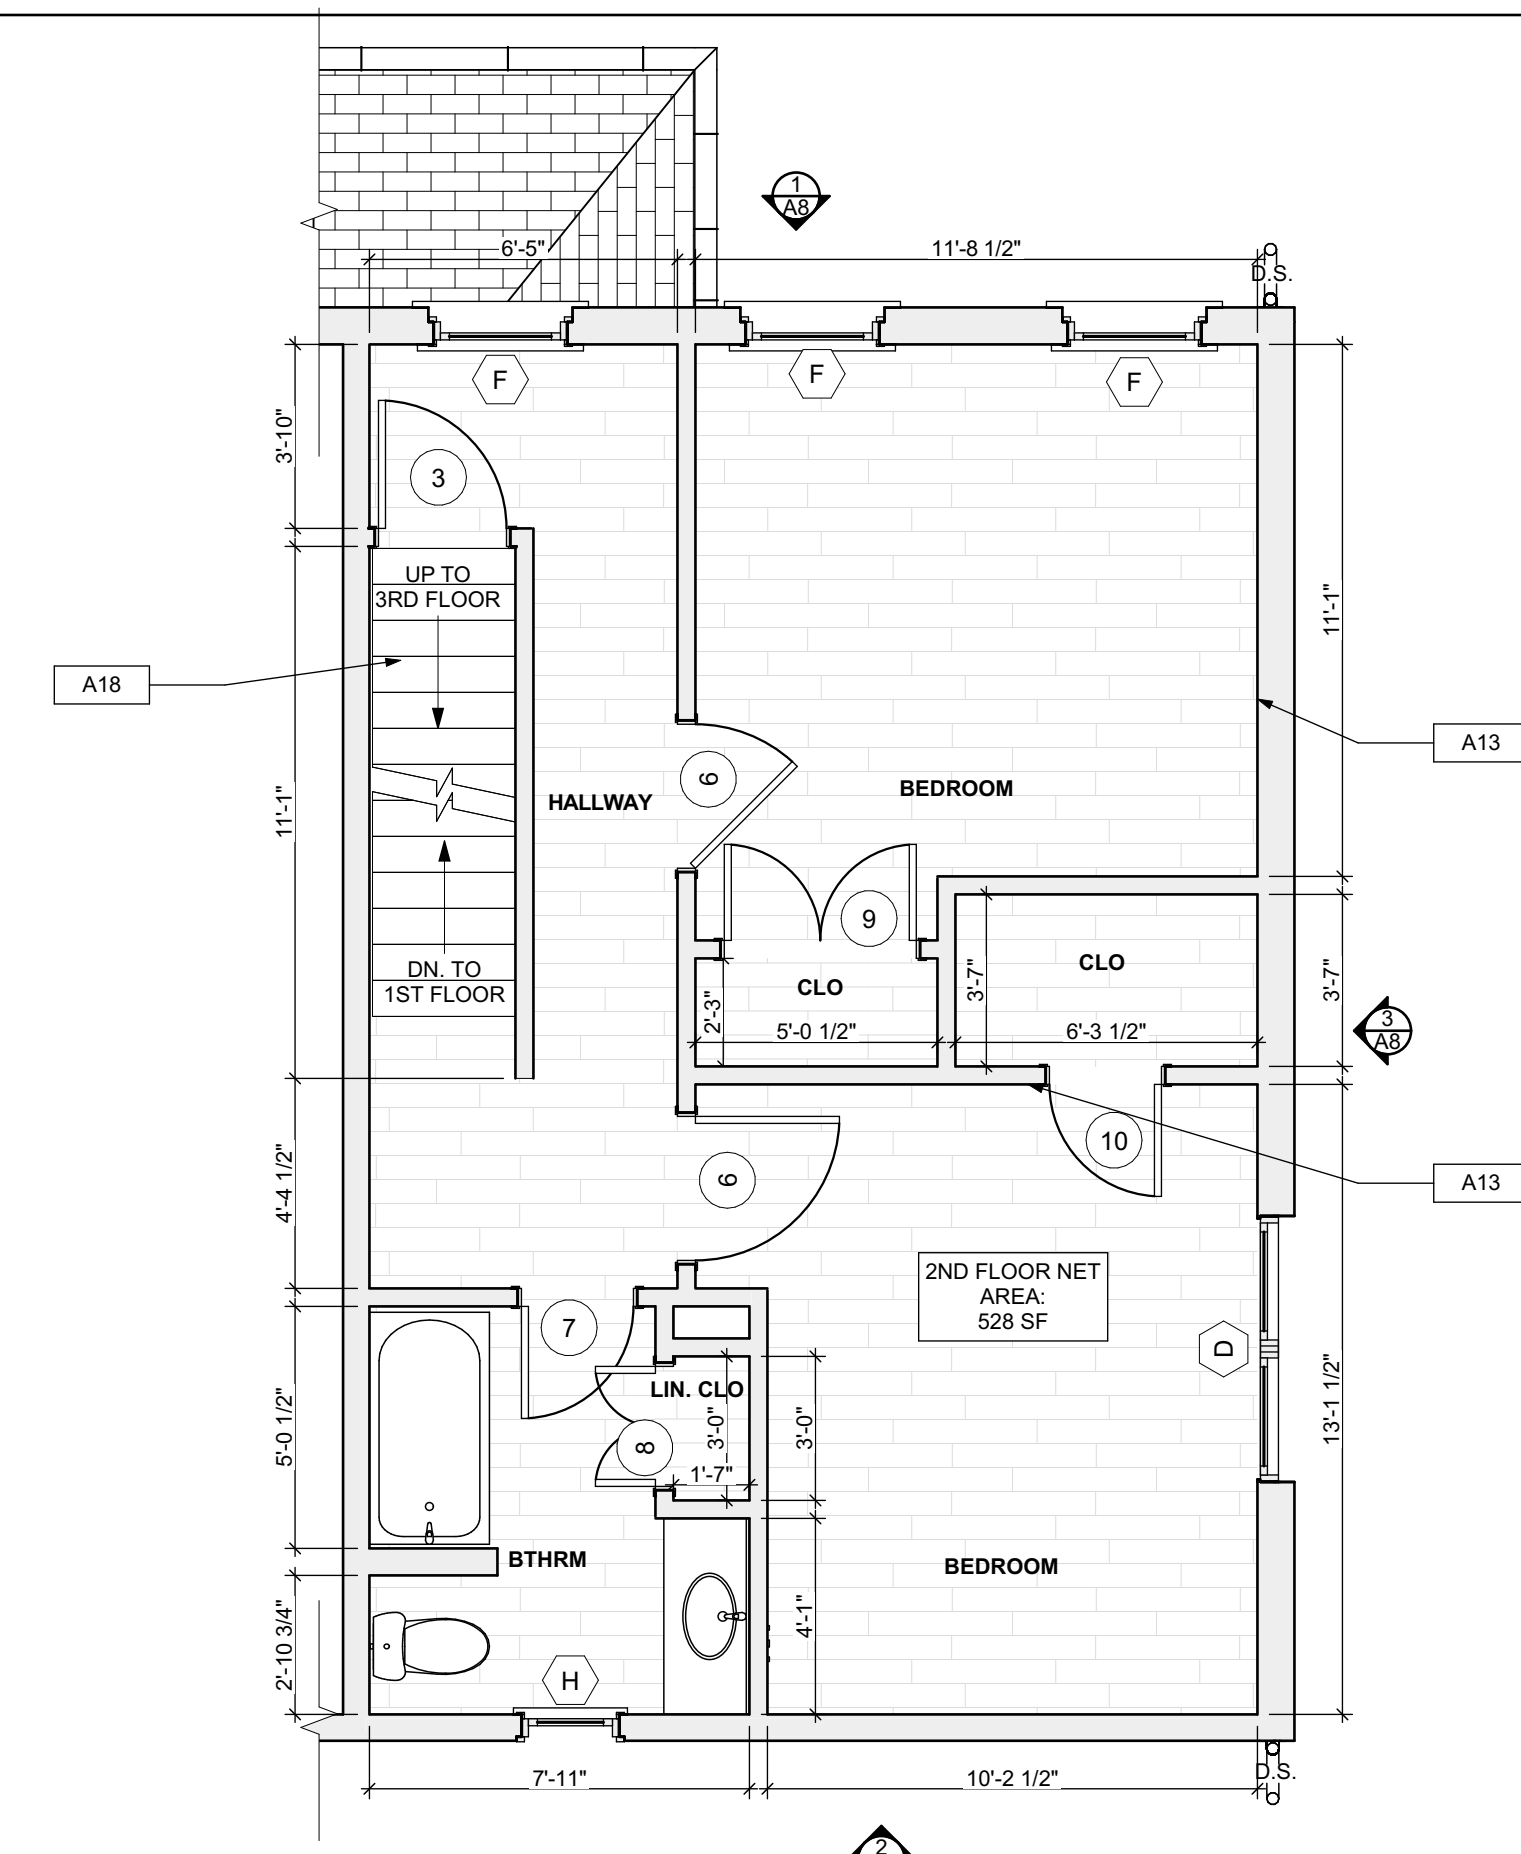 1
A8
6'-5"
11'-8 1/2"
D.S.
F
F
F
3'-10"
3
UP TO
3RD FLOOR
11'-1"
A18
A13
6
HALLWAY
BEDROOM
11'-1"
9
CLO
CLO
3'-7"
3'-7"
2'-3"
5'-0 1/2"
6'-3 1/2"
DN. TO
1ST FLOOR
3
A8
10
4'-4 1/2"
6
A13
2ND FLOOR NET
AREA:
528 SF
7
D
LIN. CLO
3'-0"
3'-0"
13'-1 1/2"
5'-0 1/2"
8
1'-7"
BTHRM
BEDROOM
4'-1"
2'-10 3/4"
H
7'-11"
10'-2 1/2"
D.S.
2